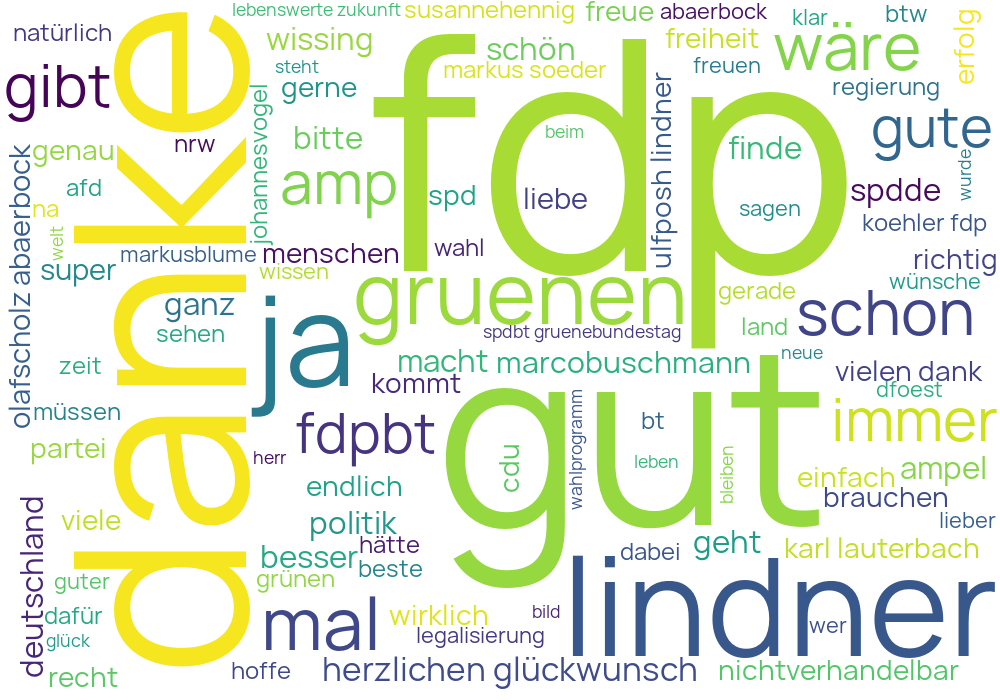 lebenswerte zukunft
susannehennig
freue
abaerbock
klar
btw
erfolg
natürlich
wissing
schön
freiheit
wäre
steht
markus soeder
freuen
regierung
gibt
gerne
danke
fdp
nrw
johannesvogel
bitte
beim
ulfposh lindner
finde
gute
genau
olafscholz abaerbock
afd
amp
spd
liebe
sagen
spdde
wurde
na
welt
koehler fdp
markusblume
menschen
wahl
richtig
super
wissen
gruenen
gerade
wünsche
ganz
ja
schon
sehen
spdbt gruenebundestag
land
zeit
macht
marcobuschmann
neue
kommt
vielen dank
dfoest
müssen
gut
fdpbt
wahlprogramm
bt
immer
partei
herr
cdu
leben
bleiben
einfach
ampel
endlich
brauchen
deutschland
viele
politik
lieber
hätte
besser
beste
dabei
geht
karl lauterbach
guter
grünen
lindner
dafür
mal
wirklich
bild
wer
glück
legalisierung
recht
hoffe
herzlichen glückwunsch
nichtverhandelbar